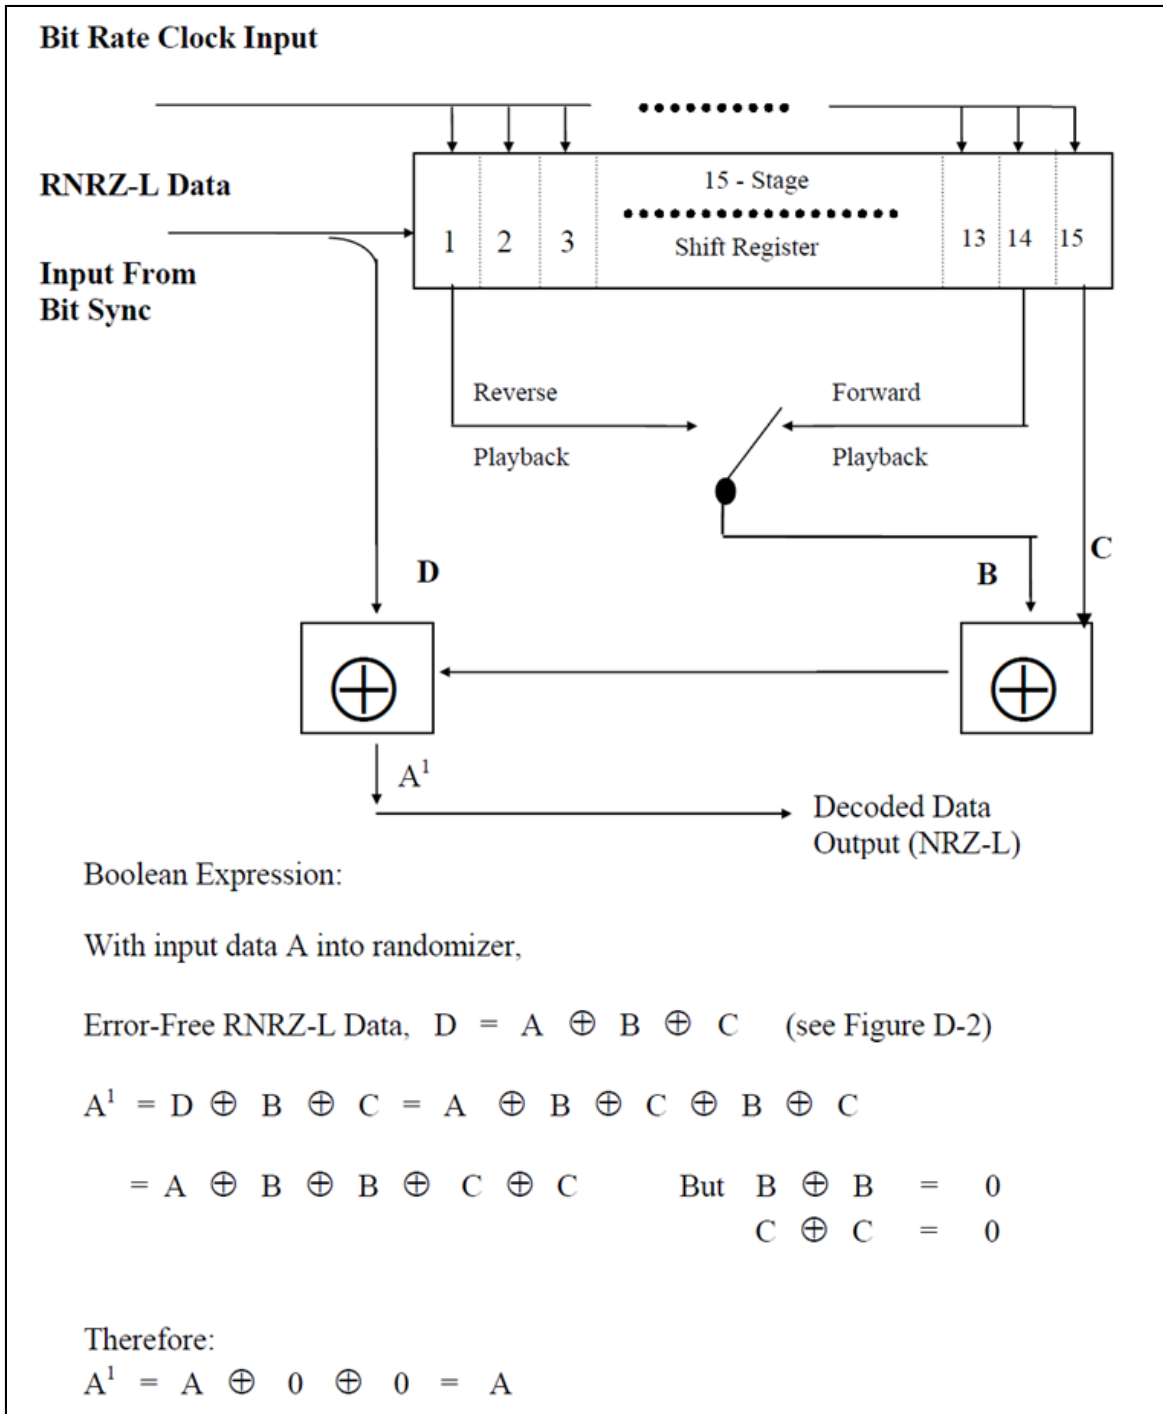 Bit Rate Clock Input
RNRZ-L Data
15 - Stage
1 2 3
Shift Register
13 14 15
Input From
Bit Sync
Reverse
Forward
Playback
Playback
C
D
B
A¹
Decoded Data
Output (NRZ-L)
Boolean Expression:
With input data A into randomizer,
Error-Free RNRZ-L Data, D = A ⊕ B ⊕ C (see Figure D-2)
A¹ = D ⊕ B ⊕ C = A ⊕ B ⊕ C ⊕ B ⊕ C
= A ⊕ B ⊕ B ⊕ C ⊕ C But B ⊕ B = 0
C ⊕ C = 0
Therefore:
A¹ = A ⊕ 0 ⊕ 0 = A